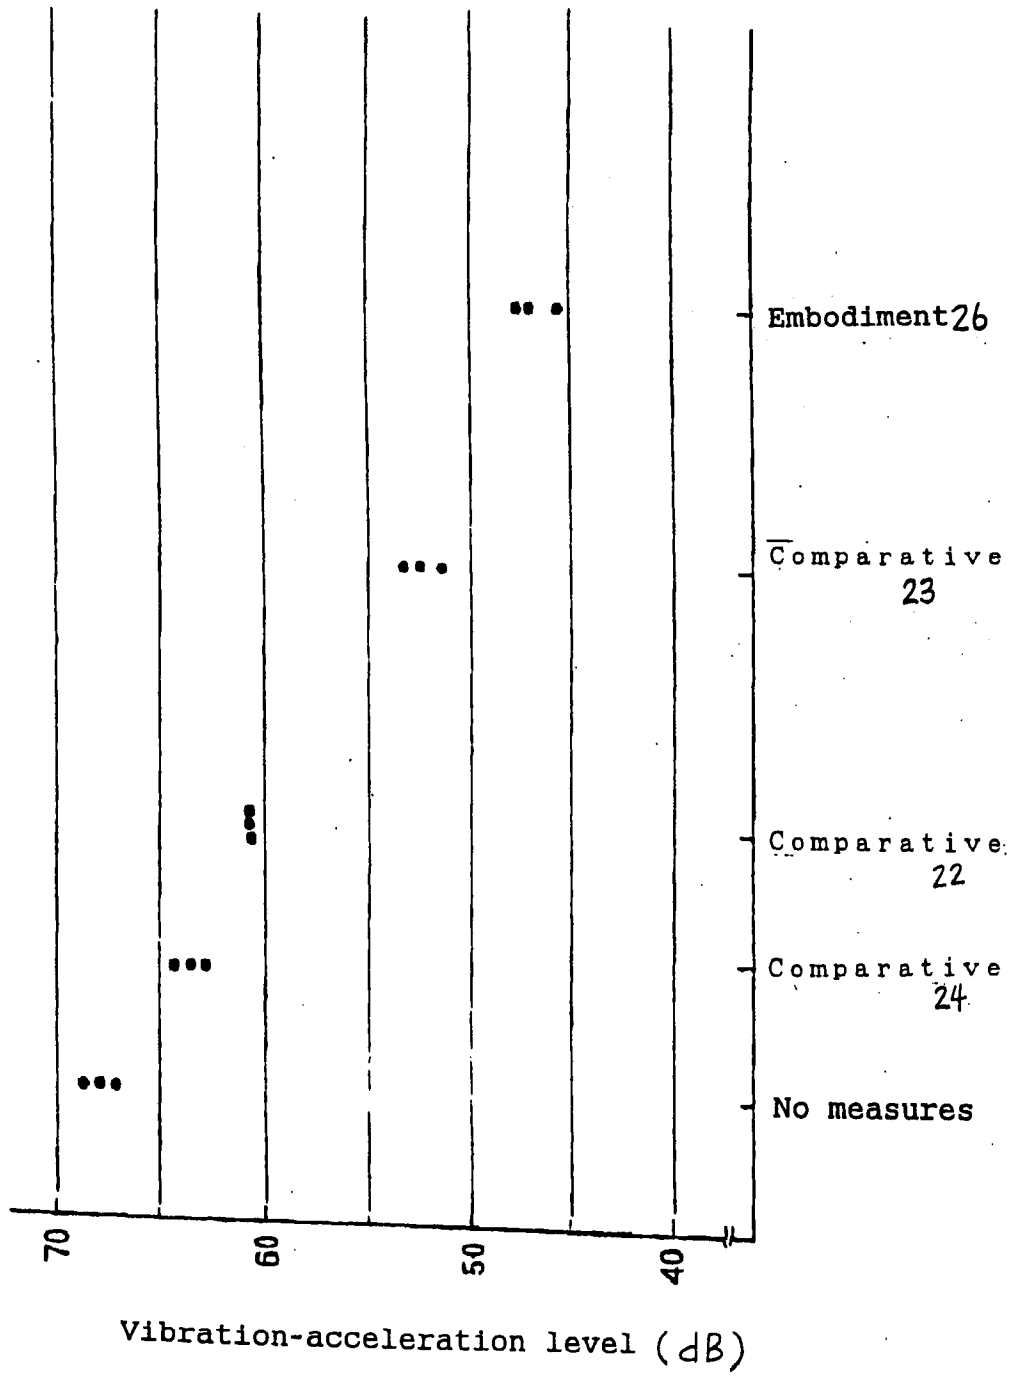 Embodiment 26
Comparative
23
Comparative
22
Comparative
24
No measures
70
60
50
40
Vibration-acceleration level (dB)